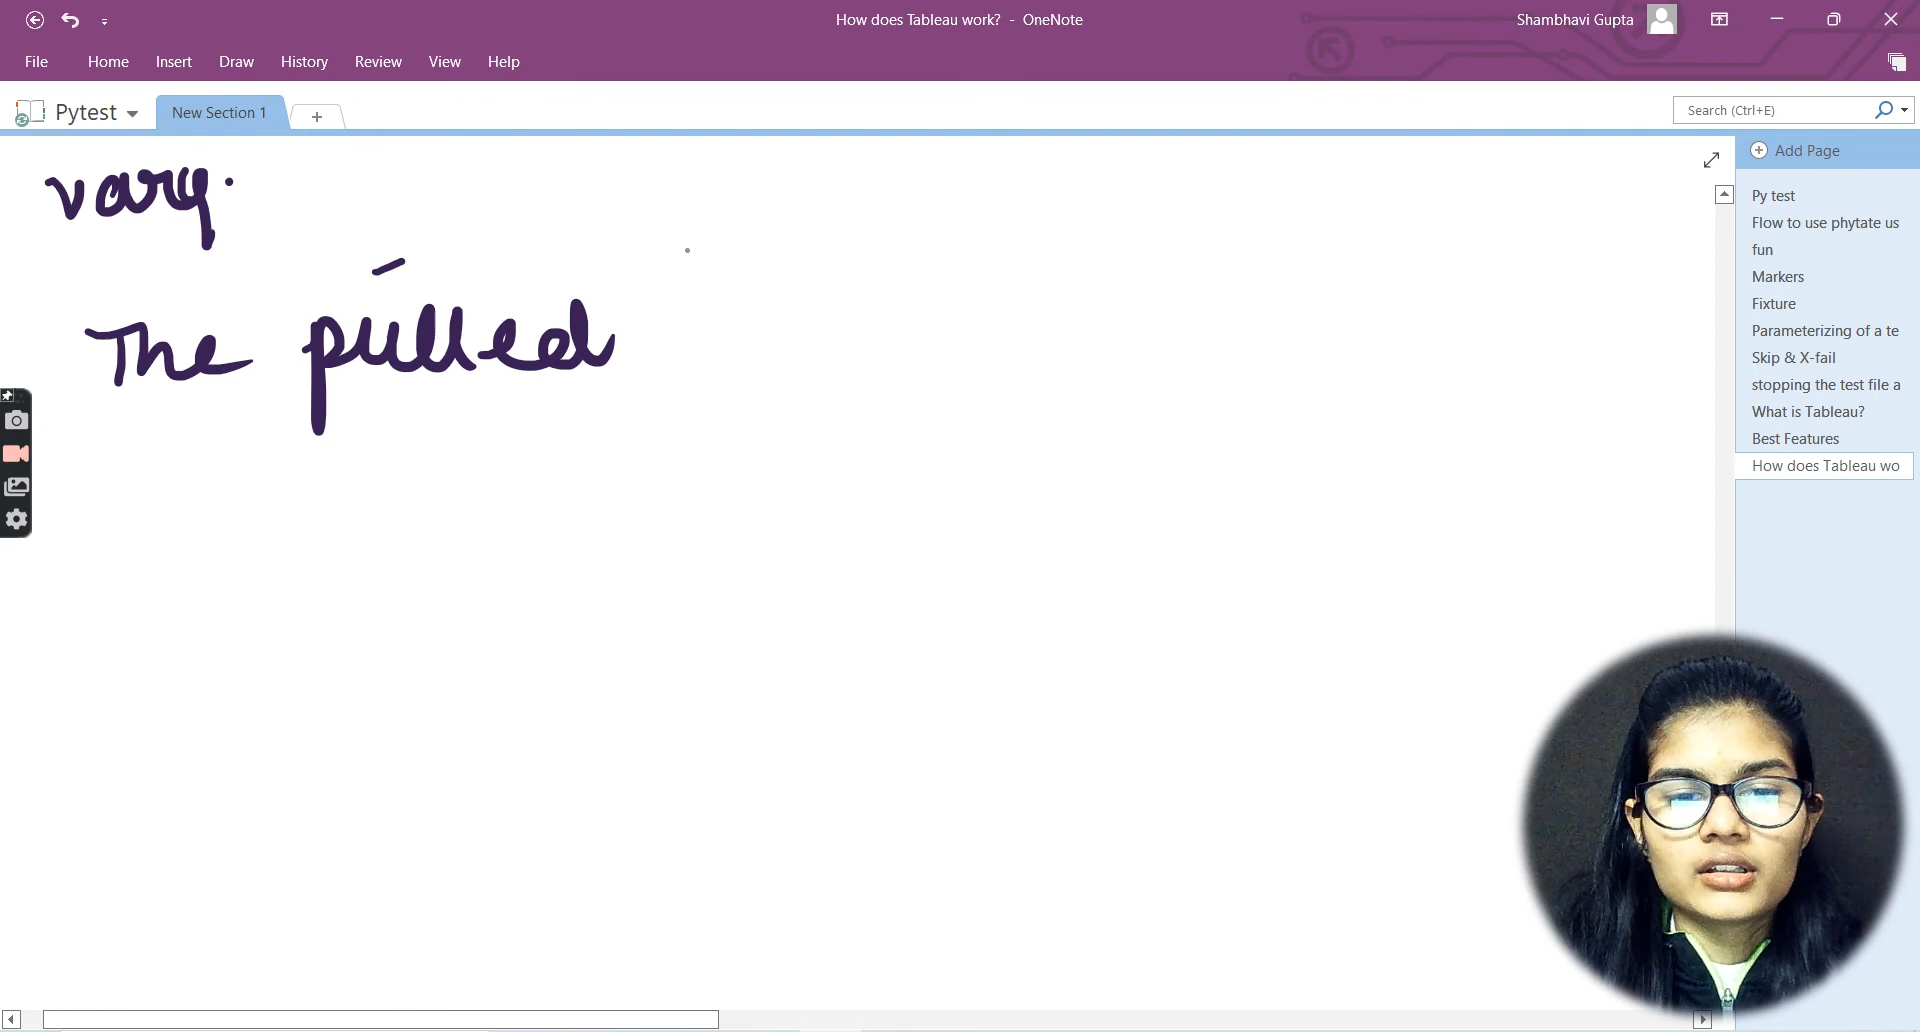 How does Tableau work? - OneNote
Shambhavi Gupta
File Home Insert Draw History Review View Help
Pytest
New Section 1
+
Search (Ctrl+E)
Add Page
vary.
The pulled
Py test
Flow to use phytate us
fun
Markers
Fixture
Parameterizing of a te
Skip & X-fail
stopping the test file a
What is Tableau?
Best Features
How does Tableau wo